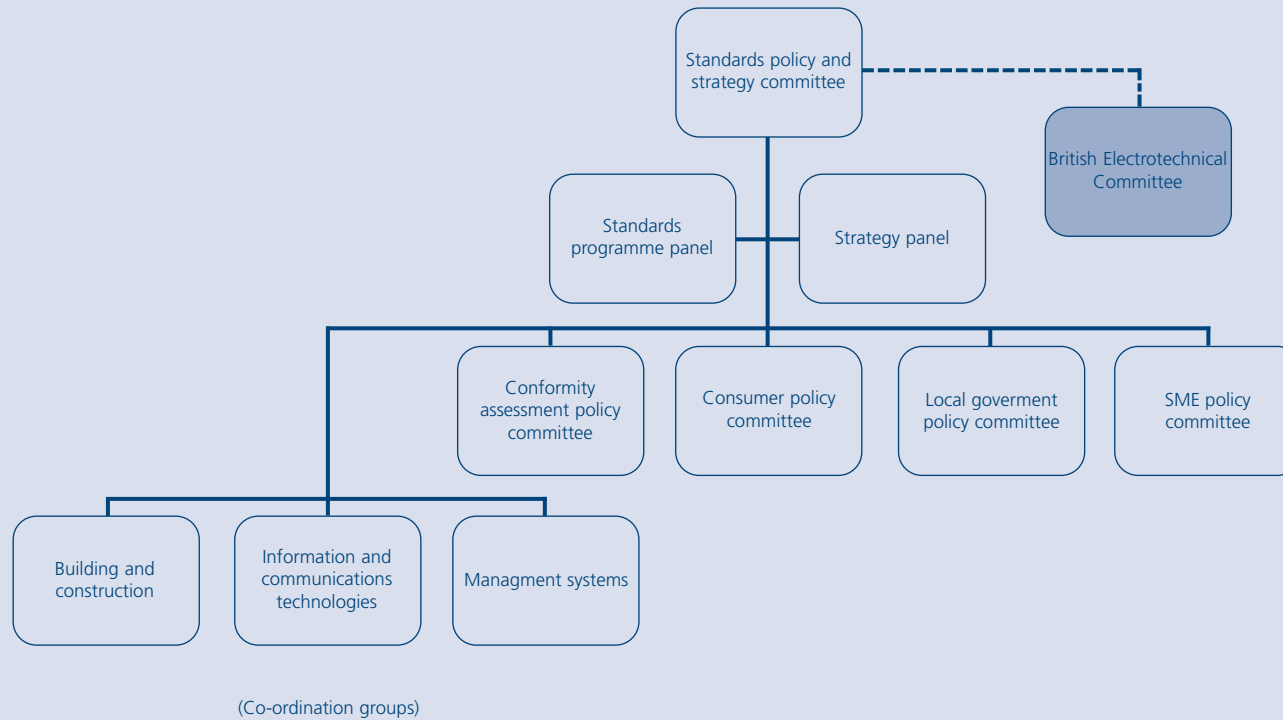 Standards policy and
strategy committee
British Electrotechnical
Committee
Standards
programme panel
Strategy panel
Conformity
assessment policy
committee
Consumer policy
committee
Local goverment
policy committee
SME policy
committee
Building and
construction
Information and
communications
technologies
Managment systems
(Co-ordination groups)